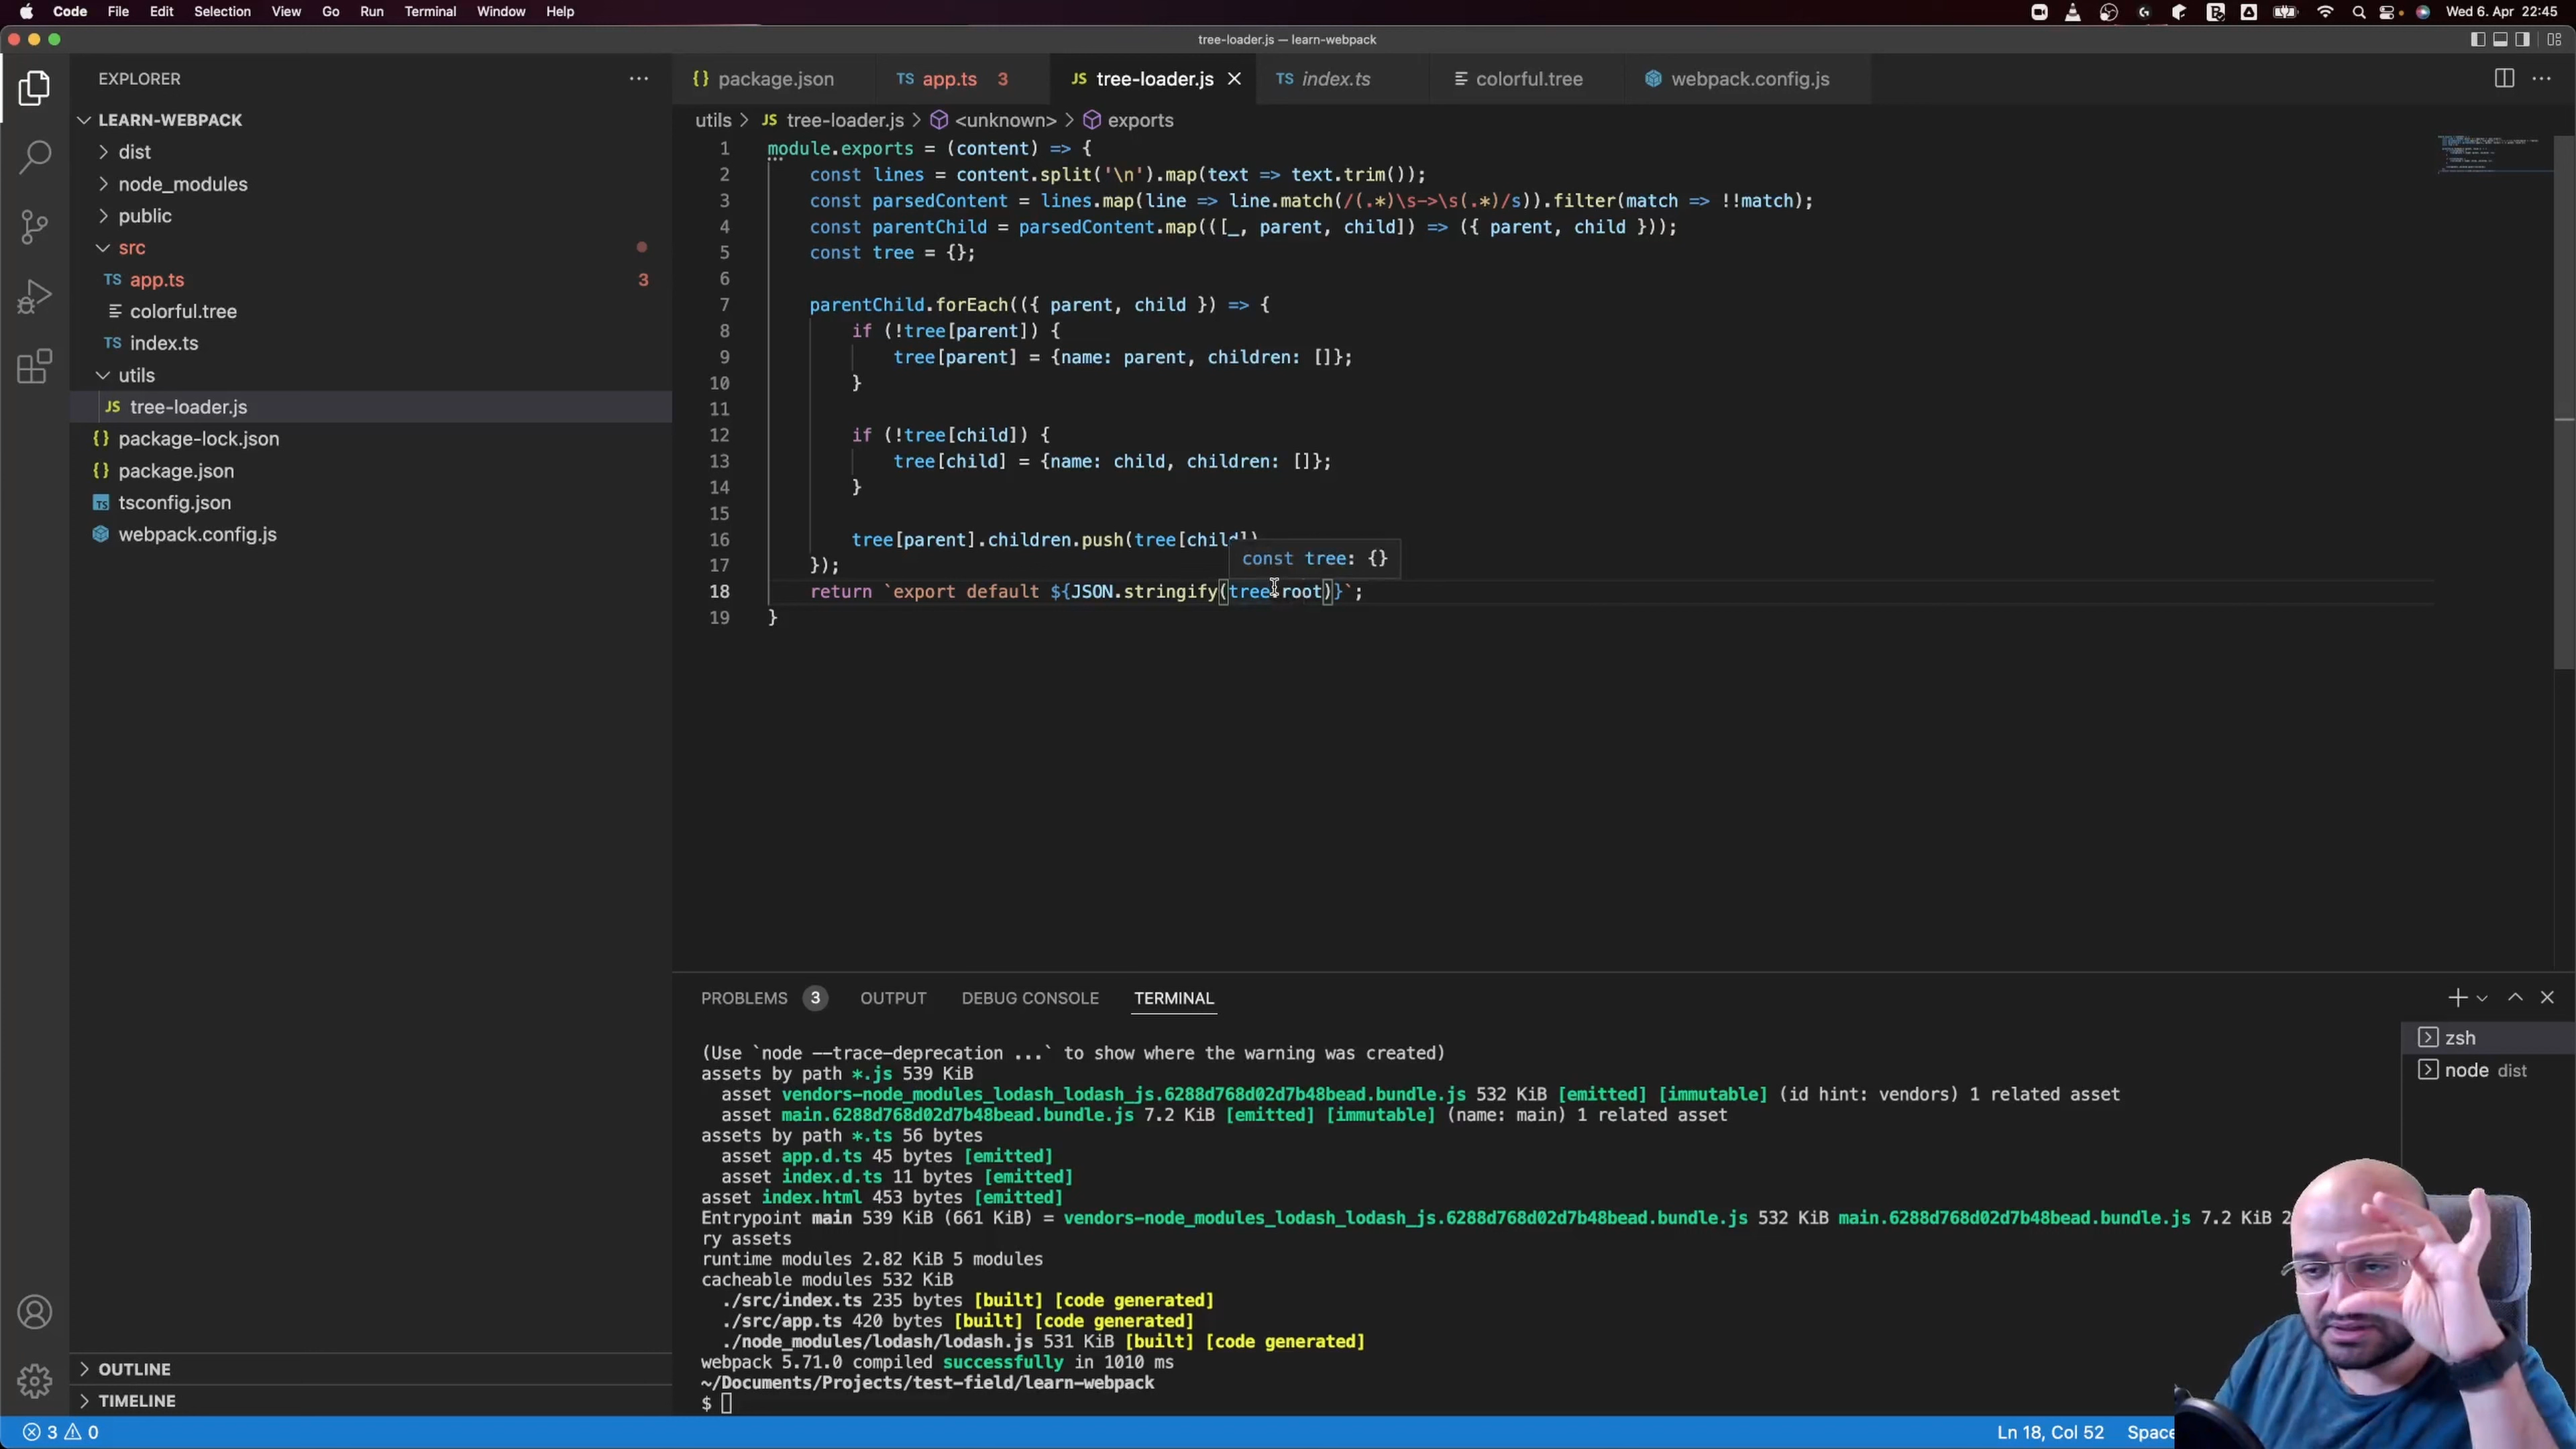 Code File Edit Selection View Go Run Terminal Window Help Wed 6. Apr 22:45
tree-loader.js — learn-webpack
EXPLORER
LEARN-WEBPACK
dist
node_modules
public
src
TS app.ts 3
colorful.tree
TS index.ts
utils
JS tree-loader.js
{} package-lock.json
{} package.json
TS tsconfig.json
webpack.config.js
OUTLINE
TIMELINE
{} package.json TS app.ts 3 JS tree-loader.js TS index.ts colorful.tree webpack.config.js
utils > JS tree-loader.js > <unknown> > exports
1 module.exports = (content) => {
2 const lines = content.split('\n').map(text => text.trim());
3 const parsedContent = lines.map(line => line.match(/(.*)\s->\s(.*)/s)).filter(match => !!match);
4 const parentChild = parsedContent.map(([_, parent, child]) => ({ parent, child }));
5 const tree = {};
6
7 parentChild.forEach(({ parent, child }) => {
8 if (!tree[parent]) {
9 tree[parent] = {name: parent, children: []};
10 }
11
12 if (!tree[child]) {
13 tree[child] = {name: child, children: []};
14 }
15
16 tree[parent].children.push(tree[child])
const tree: {}
17 });
18 return `export default ${JSON.stringify(tree.root)}`;
19 }
PROBLEMS 3 OUTPUT DEBUG CONSOLE TERMINAL
zsh
node dist
(Use `node --trace-deprecation ...` to show where the warning was created)
assets by path *.js 539 KiB
asset vendors-node_modules_lodash_lodash_js.6288d768d02d7b48bead.bundle.js 532 KiB [emitted] [immutable] (id hint: vendors) 1 related asset
asset main.6288d768d02d7b48bead.bundle.js 7.2 KiB [emitted] [immutable] (name: main) 1 related asset
assets by path *.ts 56 bytes
asset app.d.ts 45 bytes [emitted]
asset index.d.ts 11 bytes [emitted]
asset index.html 453 bytes [emitted]
Entrypoint main 539 KiB (661 KiB) = vendors-node_modules_lodash_lodash_js.6288d768d02d7b48bead.bundle.js 532 KiB main.6288d768d02d7b48bead.bundle.js 7.2 KiB 2
ry assets
runtime modules 2.82 KiB 5 modules
cacheable modules 532 KiB
./src/index.ts 235 bytes [built] [code generated]
./src/app.ts 420 bytes [built] [code generated]
./node_modules/lodash/lodash.js 531 KiB [built] [code generated]
webpack 5.71.0 compiled successfully in 1010 ms
~/Documents/Projects/test-field/learn-webpack
$
3 0 Ln 18, Col 52 Space